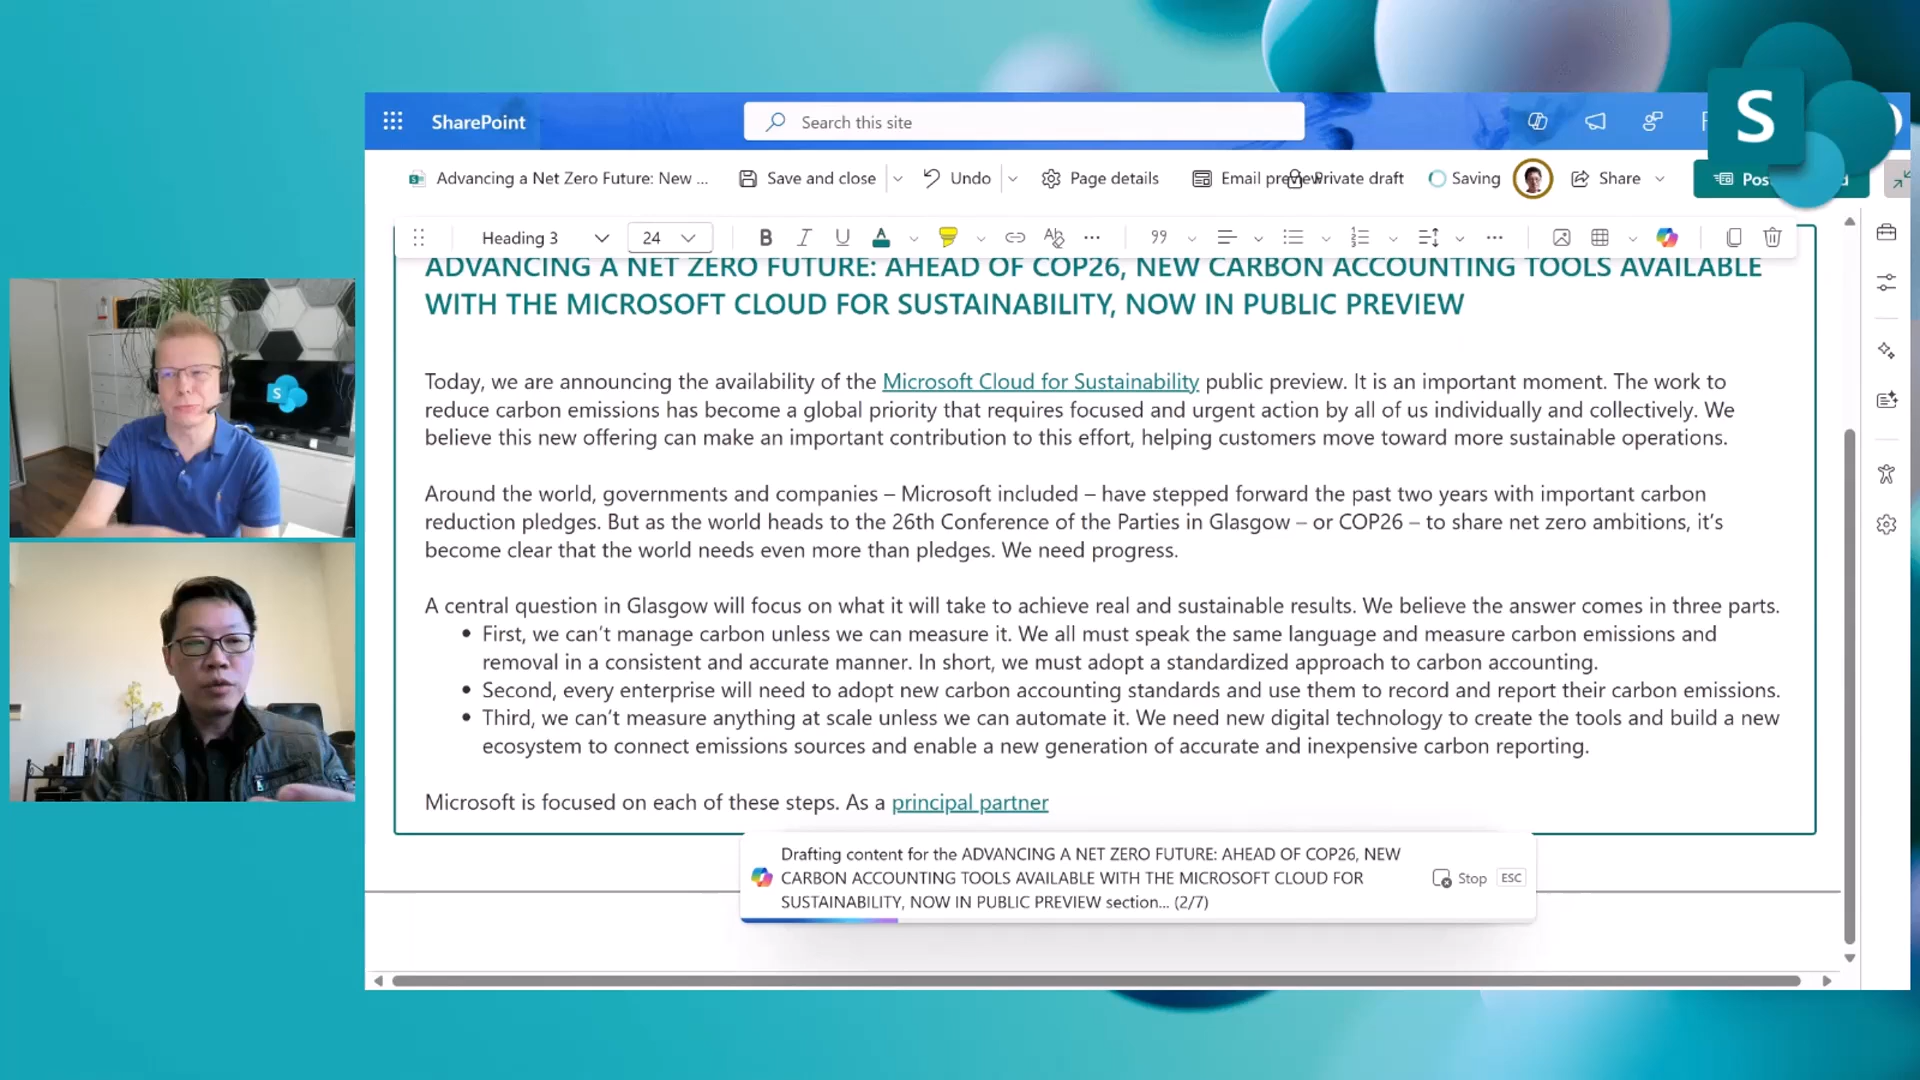 SharePoint
Search this site
S
Advancing a Net Zero Future: New ...
Save and close
Undo
Page details
Email preview
Private draft
Saving
Share
Heading 3
24
ADVANCING A NET ZERO FUTURE: AHEAD OF COP26, NEW CARBON ACCOUNTING TOOLS AVAILABLE
WITH THE MICROSOFT CLOUD FOR SUSTAINABILITY, NOW IN PUBLIC PREVIEW
Today, we are announcing the availability of the Microsoft Cloud for Sustainability public preview. It is an important moment. The work to
reduce carbon emissions has become a global priority that requires focused and urgent action by all of us individually and collectively. We
believe this new offering can make an important contribution to this effort, helping customers move toward more sustainable operations.
Around the world, governments and companies – Microsoft included – have stepped forward the past two years with important carbon
reduction pledges. But as the world heads to the 26th Conference of the Parties in Glasgow – or COP26 – to share net zero ambitions, it’s
become clear that the world needs even more than pledges. We need progress.
A central question in Glasgow will focus on what it will take to achieve real and sustainable results. We believe the answer comes in three parts.
• First, we can’t manage carbon unless we can measure it. We all must speak the same language and measure carbon emissions and
removal in a consistent and accurate manner. In short, we must adopt a standardized approach to carbon accounting.
• Second, every enterprise will need to adopt new carbon accounting standards and use them to record and report their carbon emissions.
• Third, we can’t measure anything at scale unless we can automate it. We need new digital technology to create the tools and build a new
ecosystem to connect emissions sources and enable a new generation of accurate and inexpensive carbon reporting.
Microsoft is focused on each of these steps. As a principal partner
Drafting content for the ADVANCING A NET ZERO FUTURE: AHEAD OF COP26, NEW
CARBON ACCOUNTING TOOLS AVAILABLE WITH THE MICROSOFT CLOUD FOR
SUSTAINABILITY, NOW IN PUBLIC PREVIEW section... (2/7)
Stop ESC